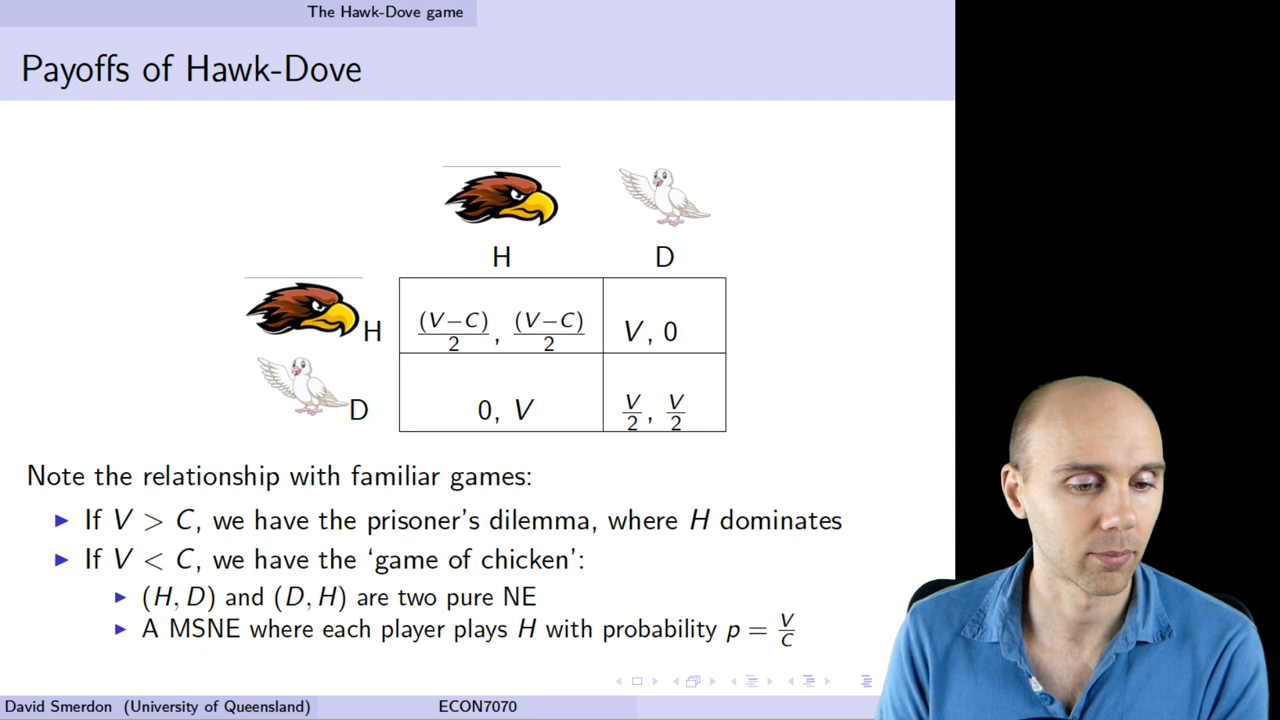 The Hawk-Dove game
Payoffs of Hawk-Dove
H D
H (V−C)/2, (V−C)/2 V, 0
D 0, V V/2, V/2
Note the relationship with familiar games:
▶ If V > C, we have the prisoner's dilemma, where H dominates
▶ If V < C, we have the ‘game of chicken’:
▶ (H, D) and (D, H) are two pure NE
▶ A MSNE where each player plays H with probability p = V/C
David Smerdon (University of Queensland) ECON7070